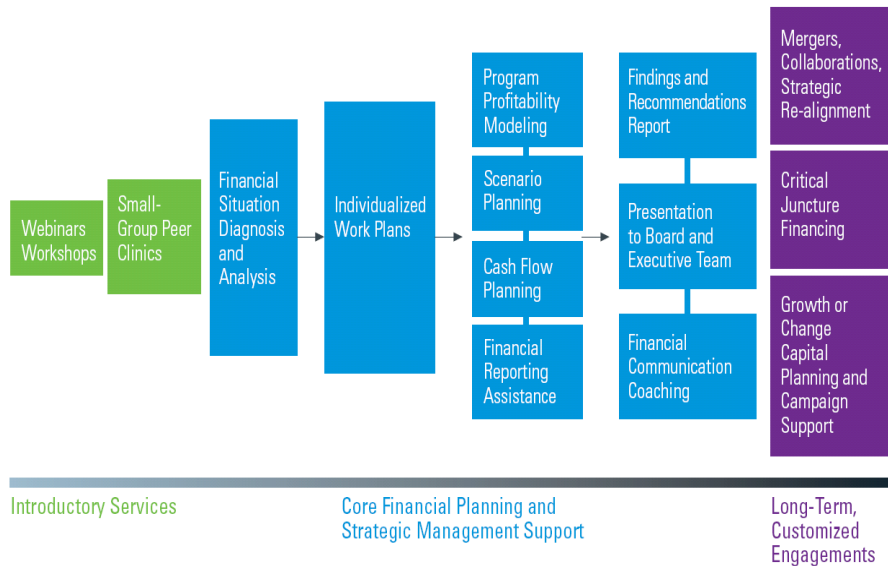 Webinars
Workshops
Small-
Group Peer
Clinics
Financial
Situation
Diagnosis
and
Analysis
Individualized
Work Plans
Program
Profitability
Modeling
Scenario
Planning
Cash Flow
Planning
Financial
Reporting
Assistance
Findings and
Recommendations
Report
Presentation
to Board and
Executive Team
Financial
Communication
Coaching
Mergers,
Collaborations,
Strategic
Re-alignment
Critical
Juncture
Financing
Growth or
Change
Capital
Planning and
Campaign
Support
Introductory Services
Core Financial Planning and
Strategic Management Support
Long-Term,
Customized
Engagements